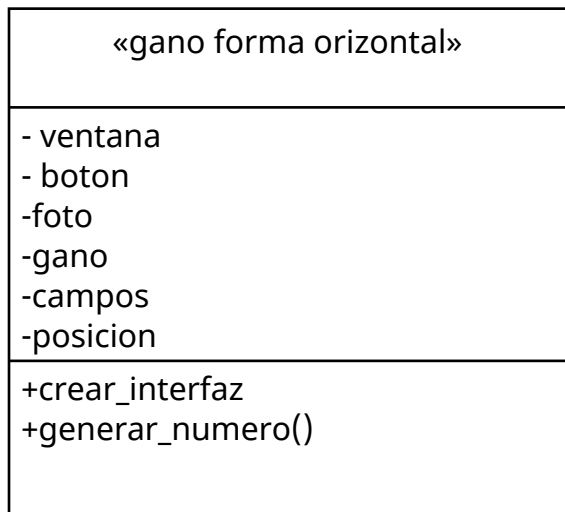 «gano forma orizontal»
- ventana
- boton
-foto
-gano
-campos
-posicion
+crear_interfaz
+generar_numero()